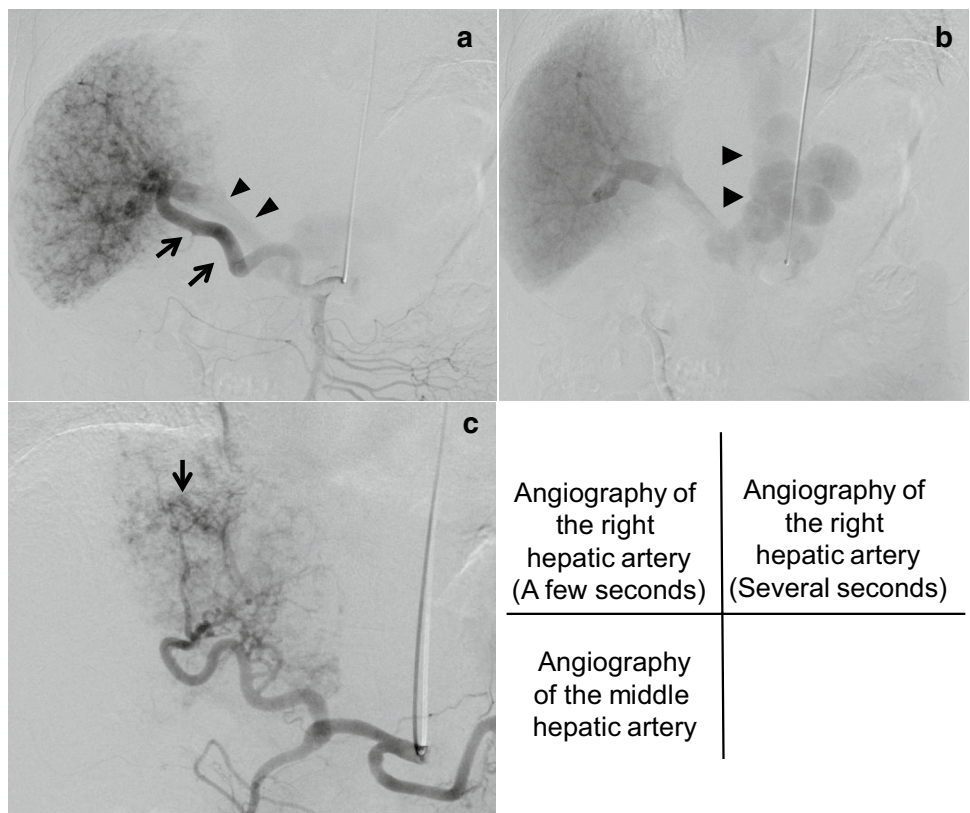 a
b
c
Angiography of
the right
hepatic artery
(A few seconds)
Angiography of
the right
hepatic artery
(Several seconds)
Angiography
of the middle
hepatic artery